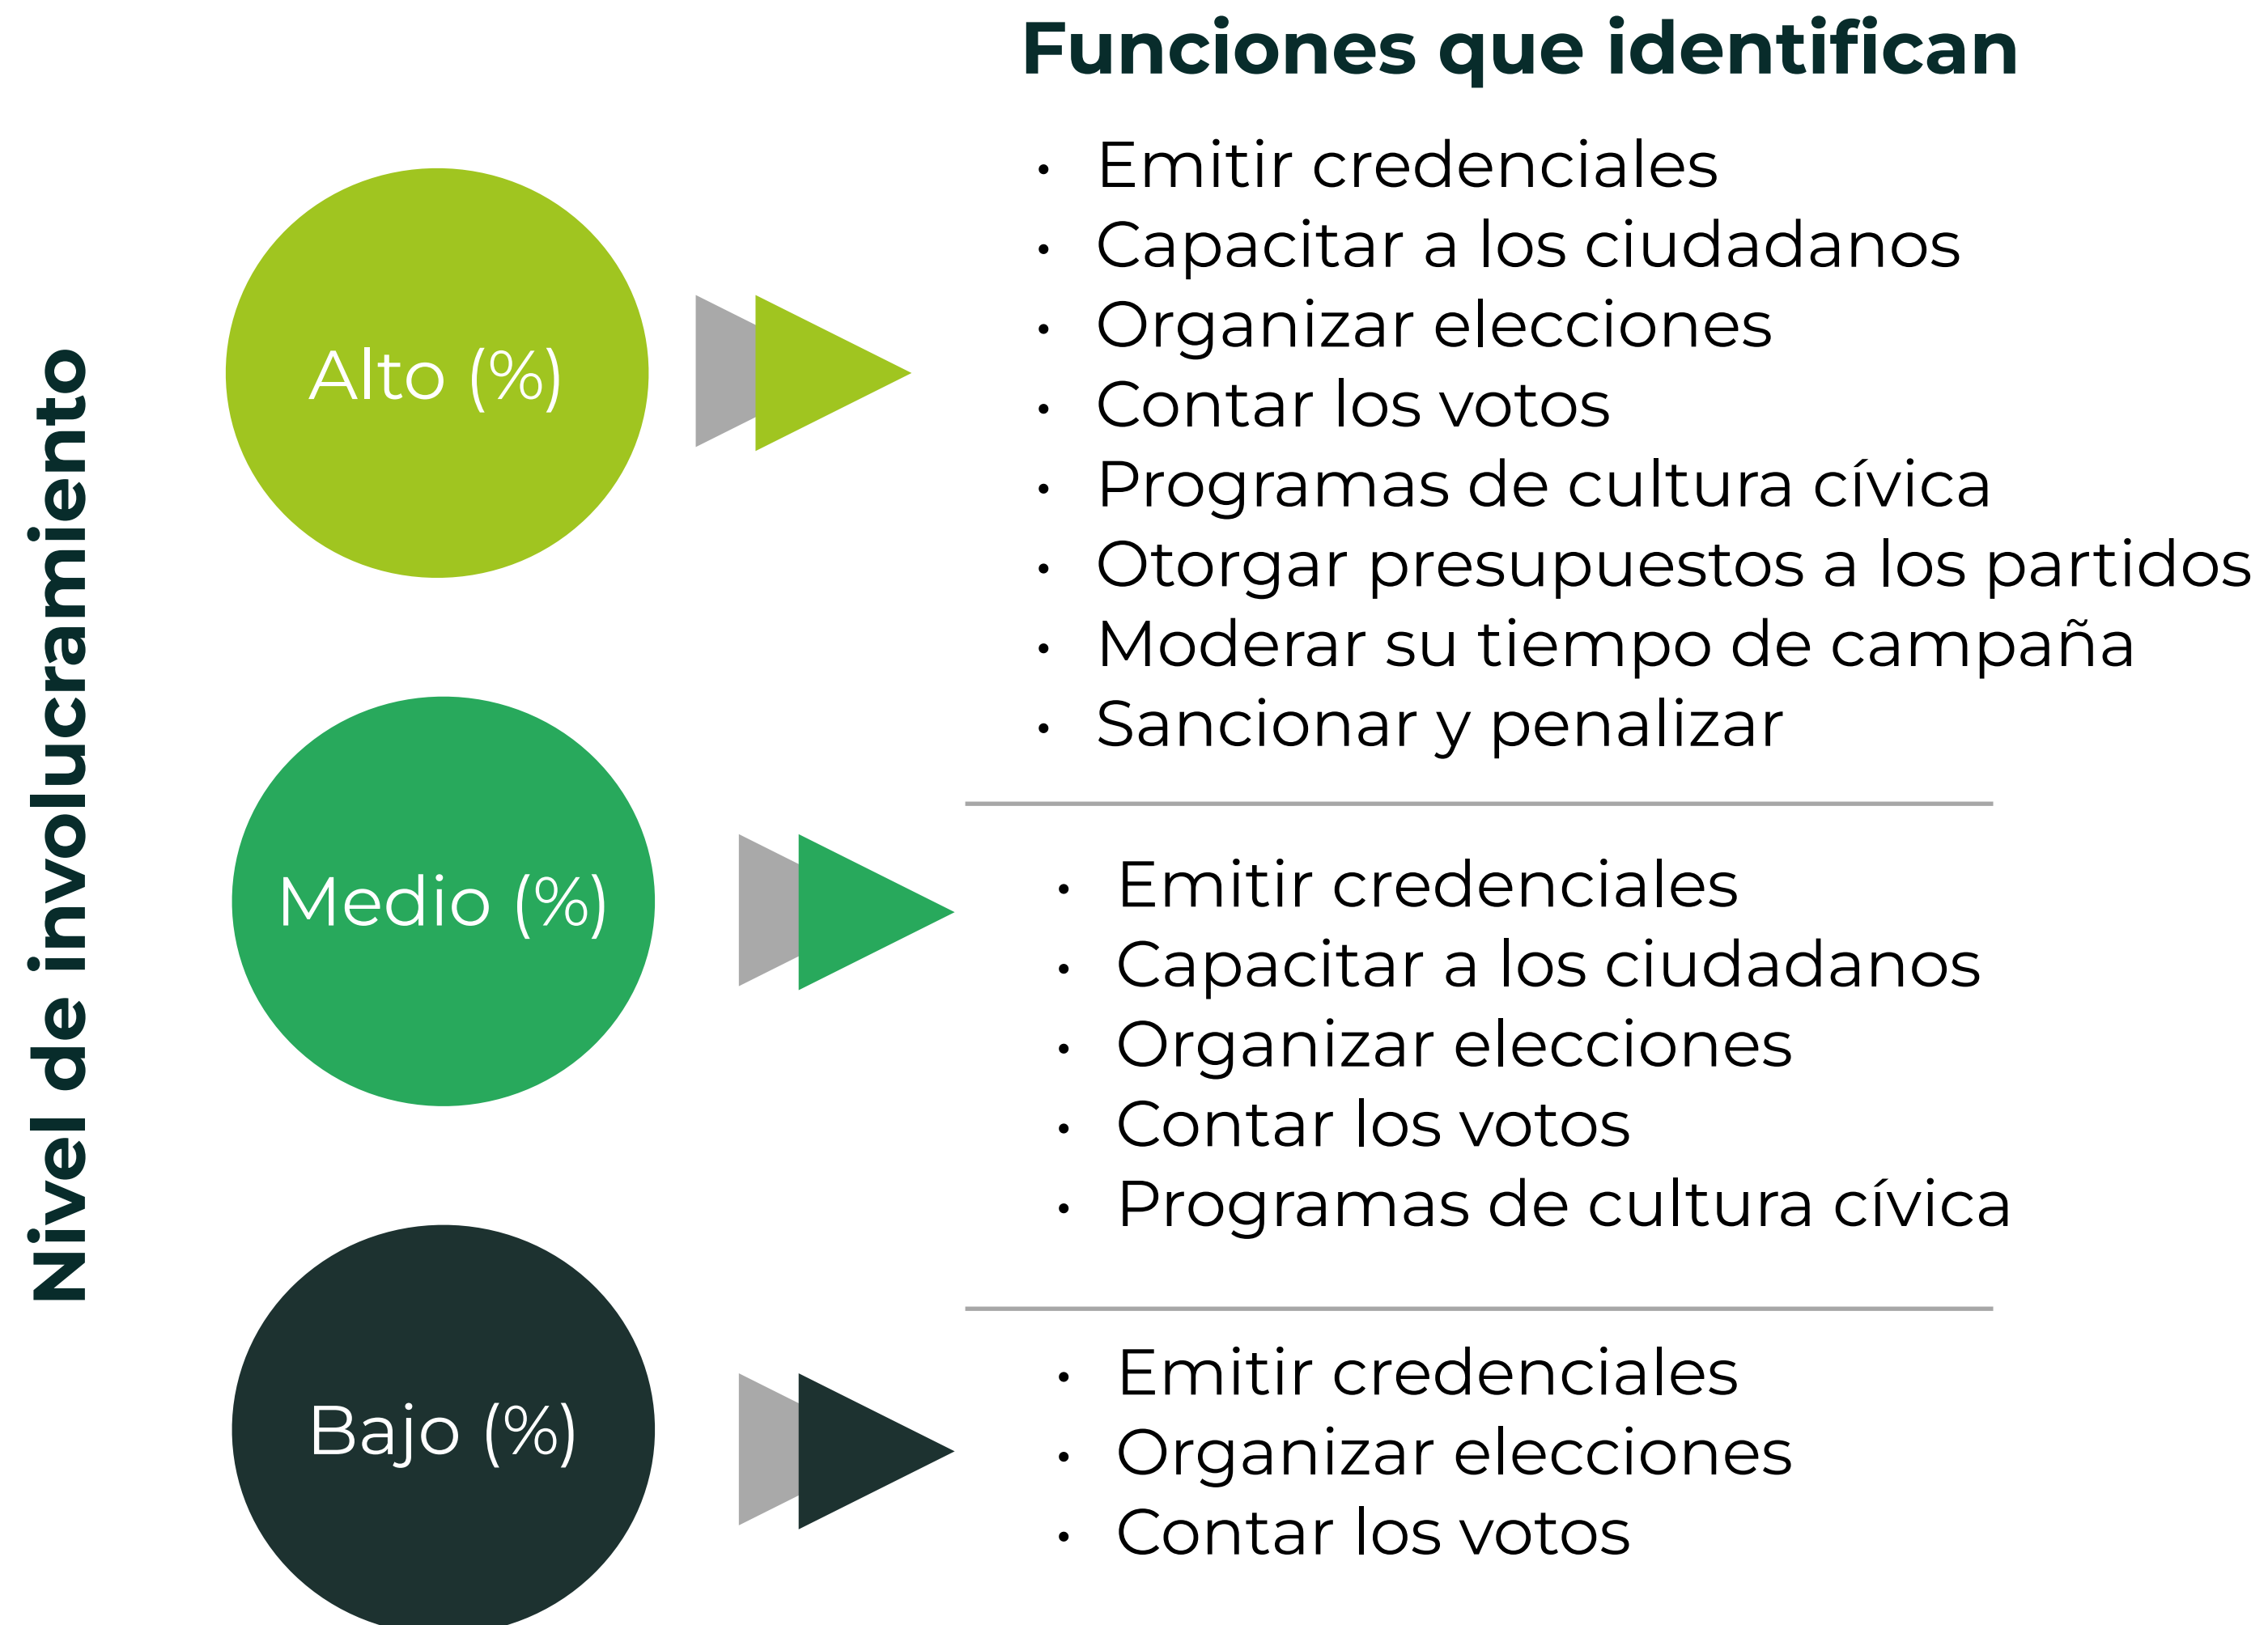 Funciones que identifican
Nivel de involucramiento
Alto (%)
• Emitir credenciales
• Capacitar a los ciudadanos
• Organizar elecciones
• Contar los votos
• Programas de cultura cívica
• Otorgar presupuestos a los partidos
• Moderar su tiempo de campaña
• Sancionar y penalizar
Medio (%)
• Emitir credenciales
• Capacitar a los ciudadanos
• Organizar elecciones
• Contar los votos
• Programas de cultura cívica
Bajo (%)
• Emitir credenciales
• Organizar elecciones
• Contar los votos